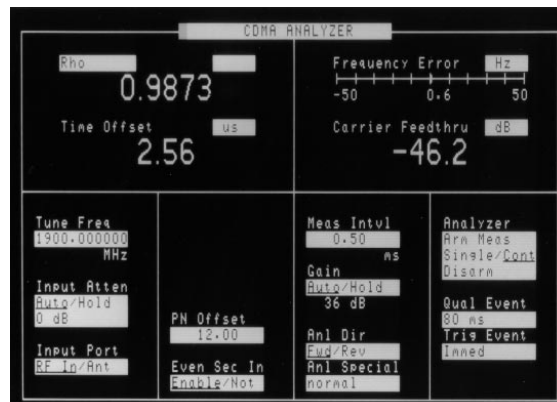 CDMA ANALYZER
Rho
0.9873
Time Offset us
2.56
Frequency Error Hz
-50 0.6 50
Carrier Feedthru dB
-46.2
Tune Freq
1900.000000
MHz
Input Atten
Auto/Hold
0 dB
Input Port
RF In/Ant
PN Offset
12.00
Even Sec In
Enable/Not
Meas Intvl
0.50
ms
Gain
Auto/Hold
36 dB
Anl Dir
Fwd/Rev
Anl Special
normal
Analyzer
Arm Meas
Single/Cont
Disarm
Qual Event
80 ms
Trig Event
Immed